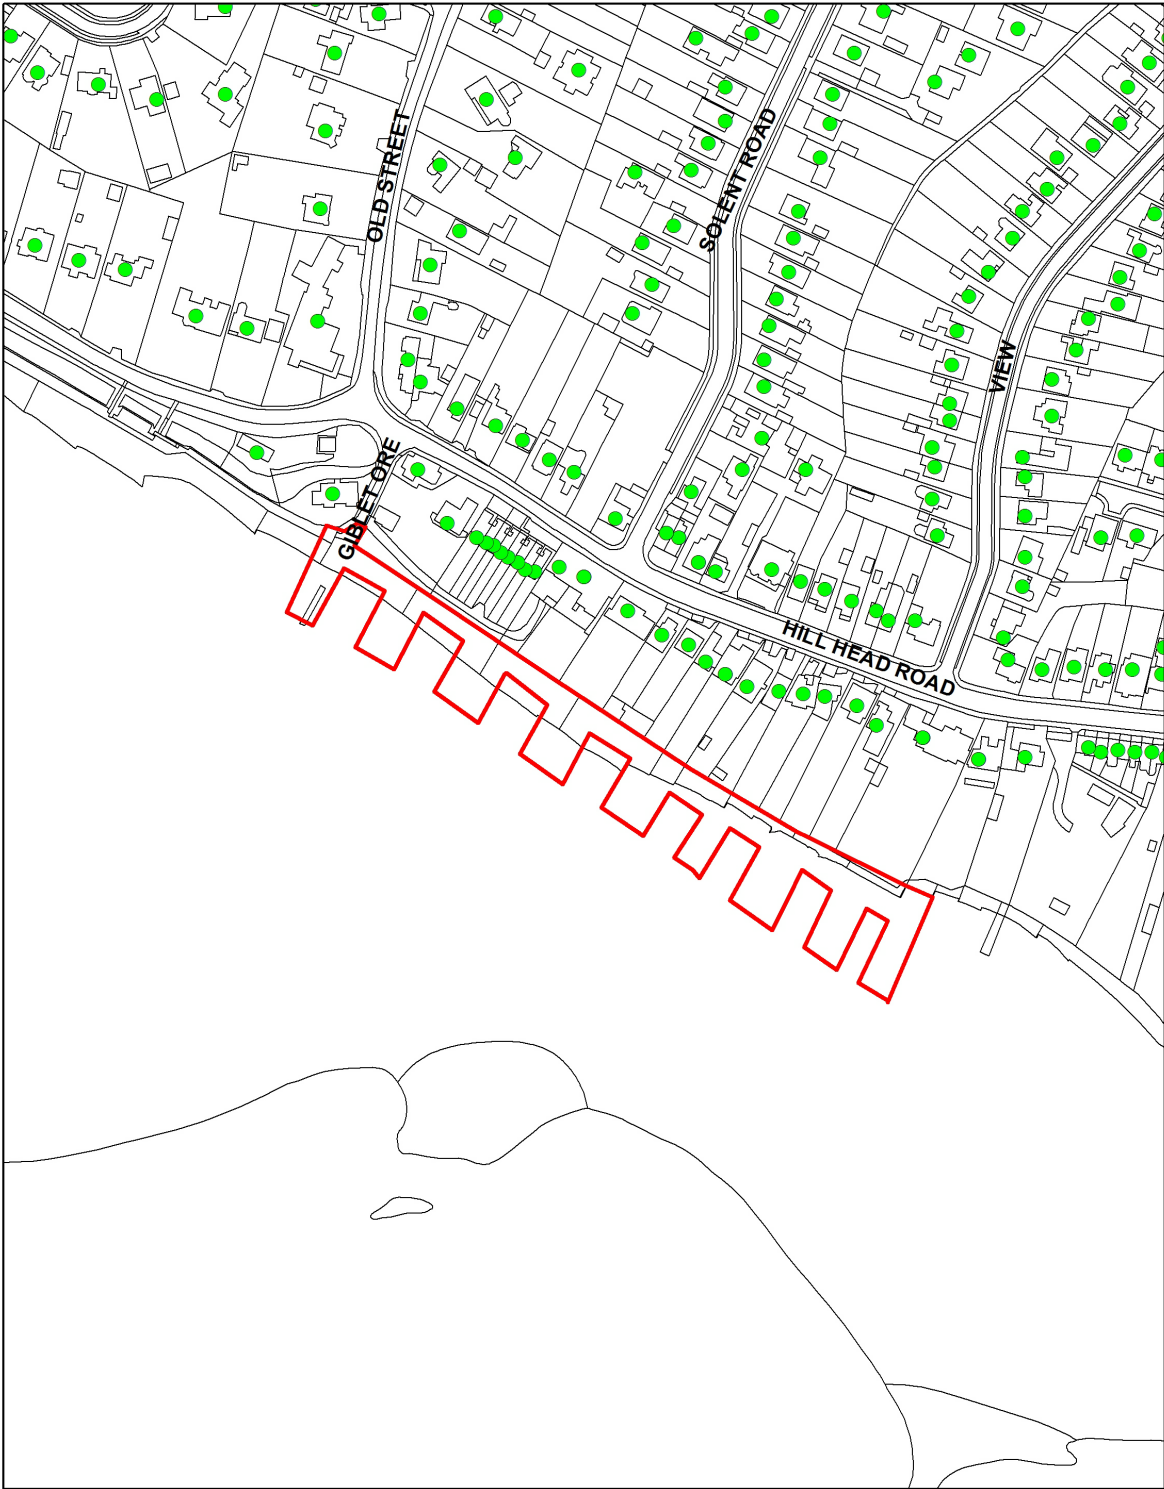 OLD STREET
SOLENT ROAD
VIEW
GIBLET ORE
HILL HEAD ROAD